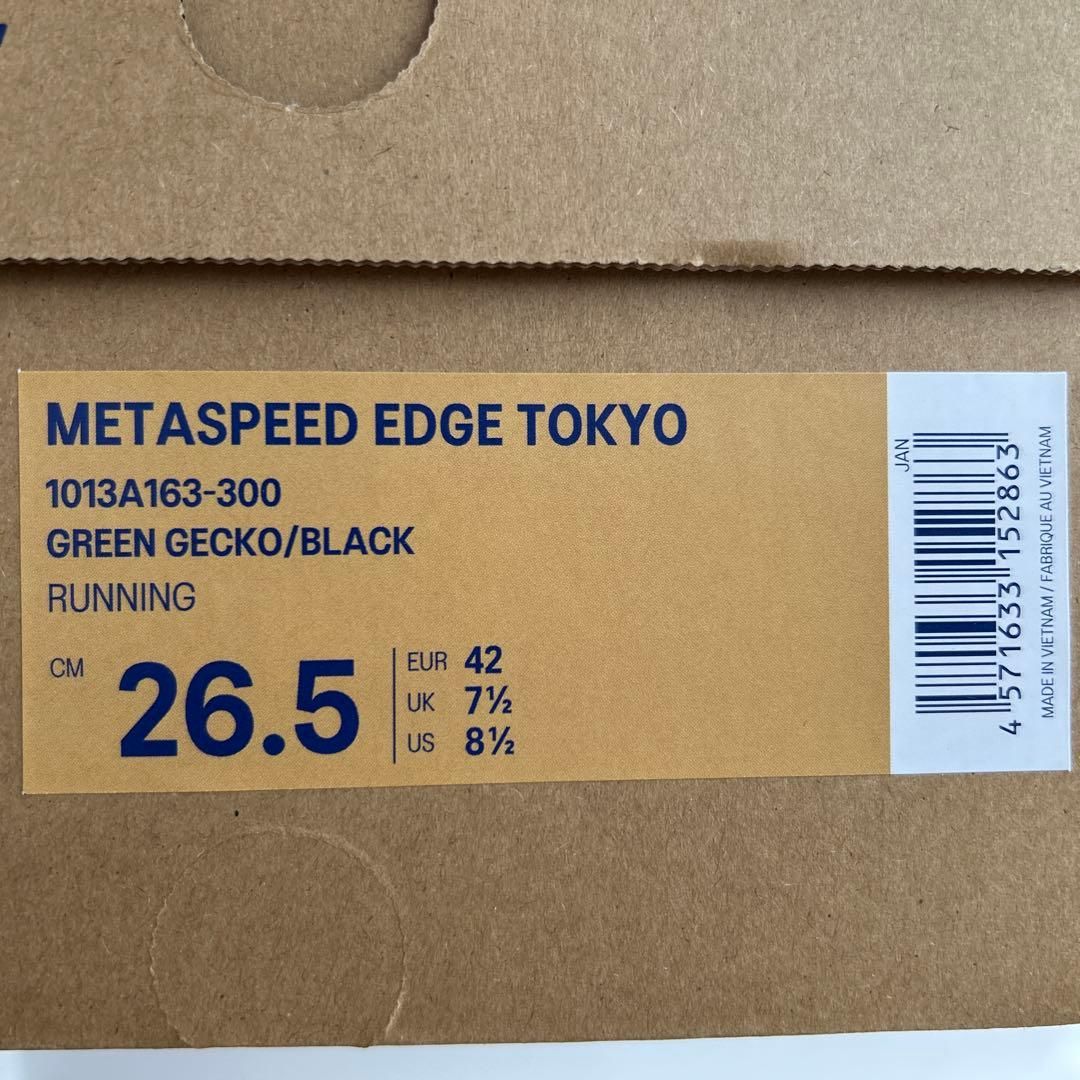 METASPEED EDGE TOKYO
1013A163-300
GREEN GECKO/BLACK
RUNNING
CM 26.5
EUR 42
UK 7½
US 8½
JAN
4 571633 152863
MADE IN VIETNAM / FABRIQUE AU VIETNAM